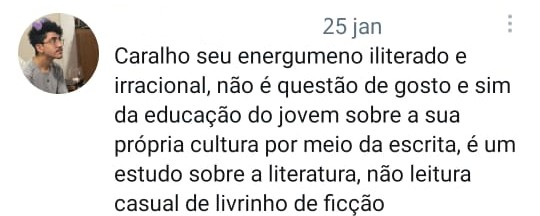 25 jan
Caralho seu energumeno iliterado e
irracional, não é questão de gosto e sim
da educação do jovem sobre a sua
própria cultura por meio da escrita, é um
estudo sobre a literatura, não leitura
casual de livrinho de ficção